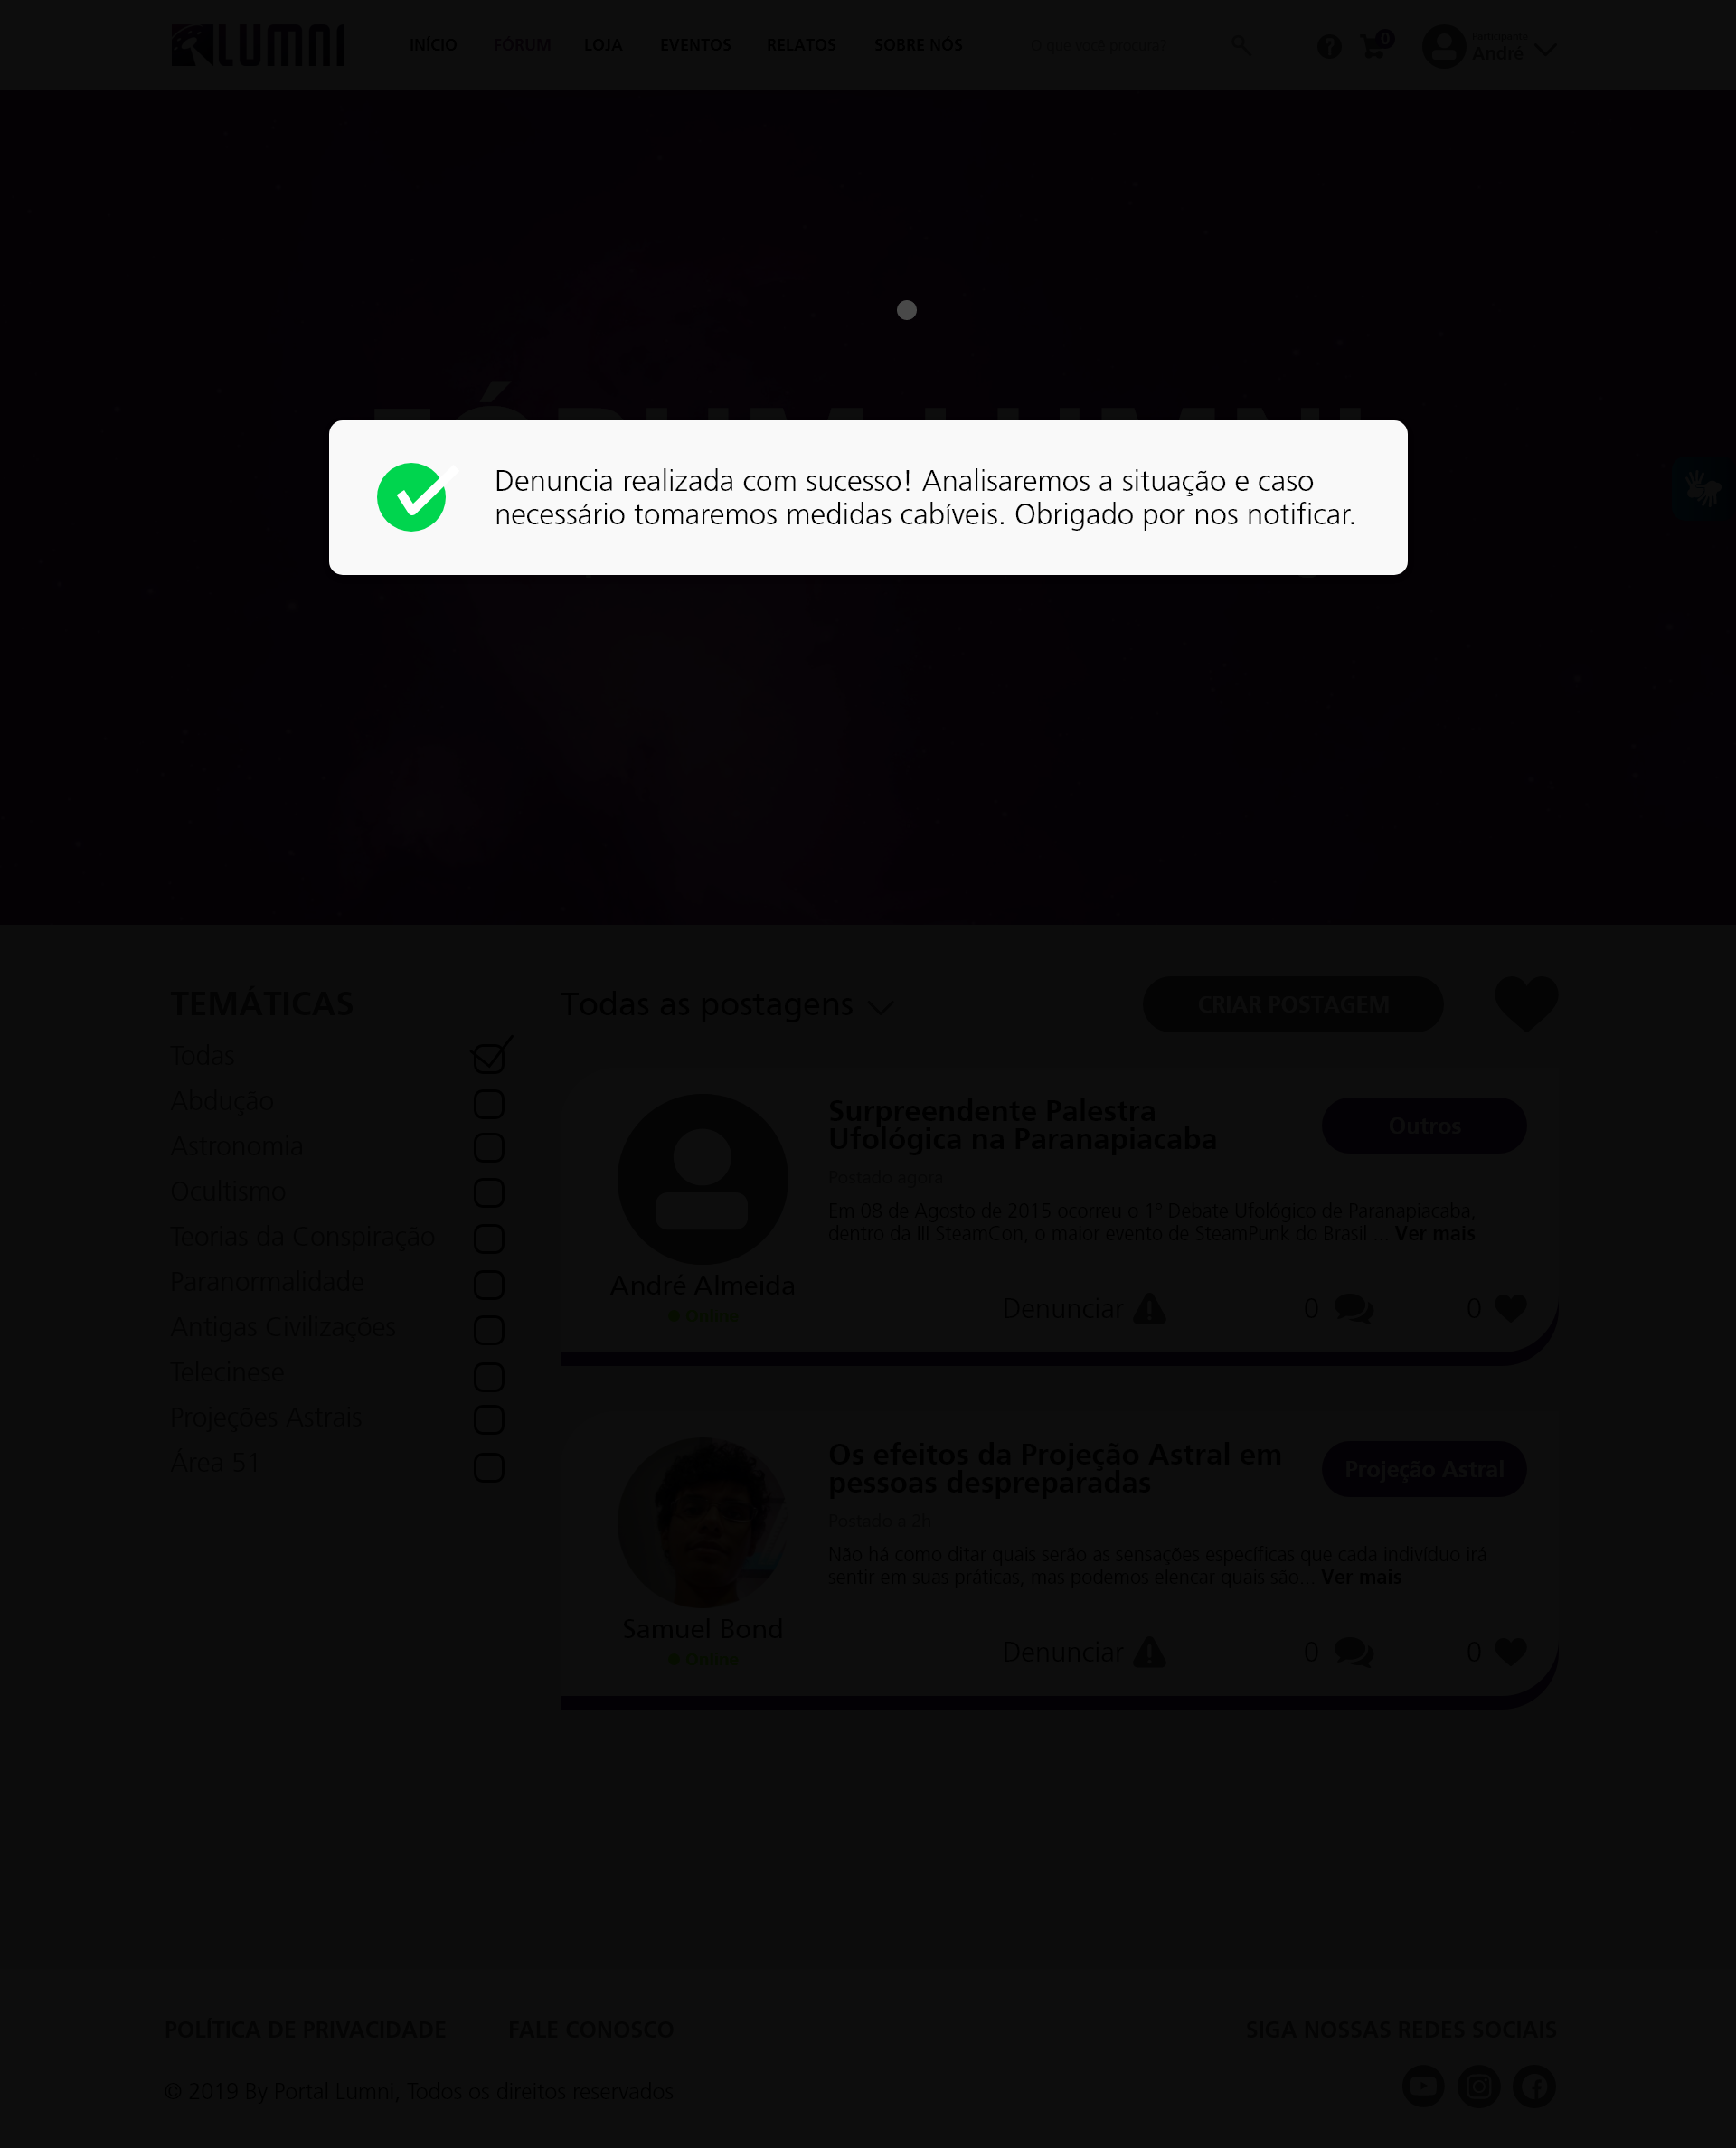 LUMNI
INÍCIO
FÓRUM
LOJA
EVENTOS
RELATOS
SOBRE NÓS
O que você procura?
0
Participante
André
FÓRUM LUMNI
Denuncia realizada com sucesso! Analisaremos a situação e caso
necessário tomaremos medidas cabíveis. Obrigado por nos notificar.
TEMÁTICAS
Todas
Abdução
Astronomia
Ocultismo
Teorias da Conspiração
Paranormalidade
Antigas Civilizações
Telecinese
Projeções Astrais
Área 51
Todas as postagens
CRIAR POSTAGEM
Surpreendente Palestra
Ufológica na Paranapiacaba
Outros
Postado agora
Em 08 de Agosto de 2015 ocorreu o 1º Debate Ufológico de Paranapiacaba,
dentro da III SteamCon, o maior evento de SteamPunk do Brasil ... Ver mais
André Almeida
Online
Denunciar
0
0
Os efeitos da Projeção Astral em
pessoas despreparadas
Projeção Astral
Postado a 2h
Não há como ditar quais serão as sensações específicas que cada indivíduo irá
sentir em suas práticas, mas podemos elencar quais são... Ver mais
Samuel Bond
Online
Denunciar
0
0
POLÍTICA DE PRIVACIDADE
FALE CONOSCO
SIGA NOSSAS REDES SOCIAIS
© 2019 By Portal Lumni, Todos os direitos reservados